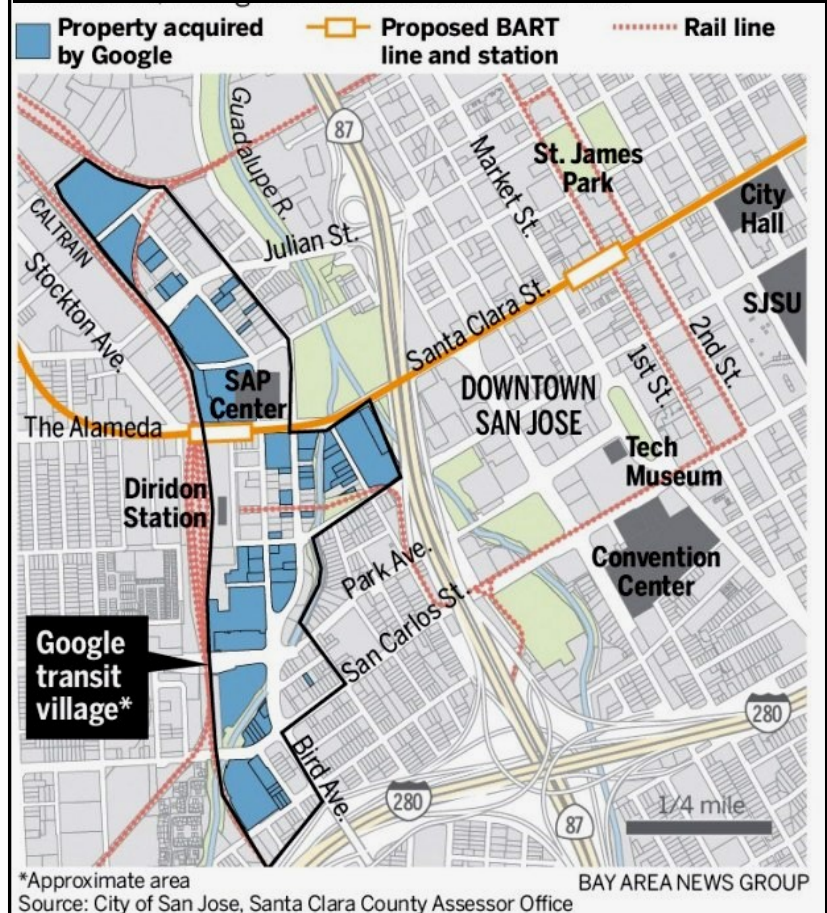 Property acquired
by Google
Proposed BART
line and station
Rail line
Guadalupe R.
87
Market St.
St. James
Park
City
Hall
CALTRAIN
Julian St.
Stockton Ave.
SJSU
Santa Clara St.
2nd St.
1st St.
SAP
Center
DOWNTOWN
SAN JOSE
The Alameda
Tech
Museum
Diridon
Station
Park Ave.
Convention
Center
San Carlos St.
Google
transit
village*
280
Bird Ave.
280
1/4 mile
87
*Approximate area
BAY AREA NEWS GROUP
Source: City of San Jose, Santa Clara County Assessor Office